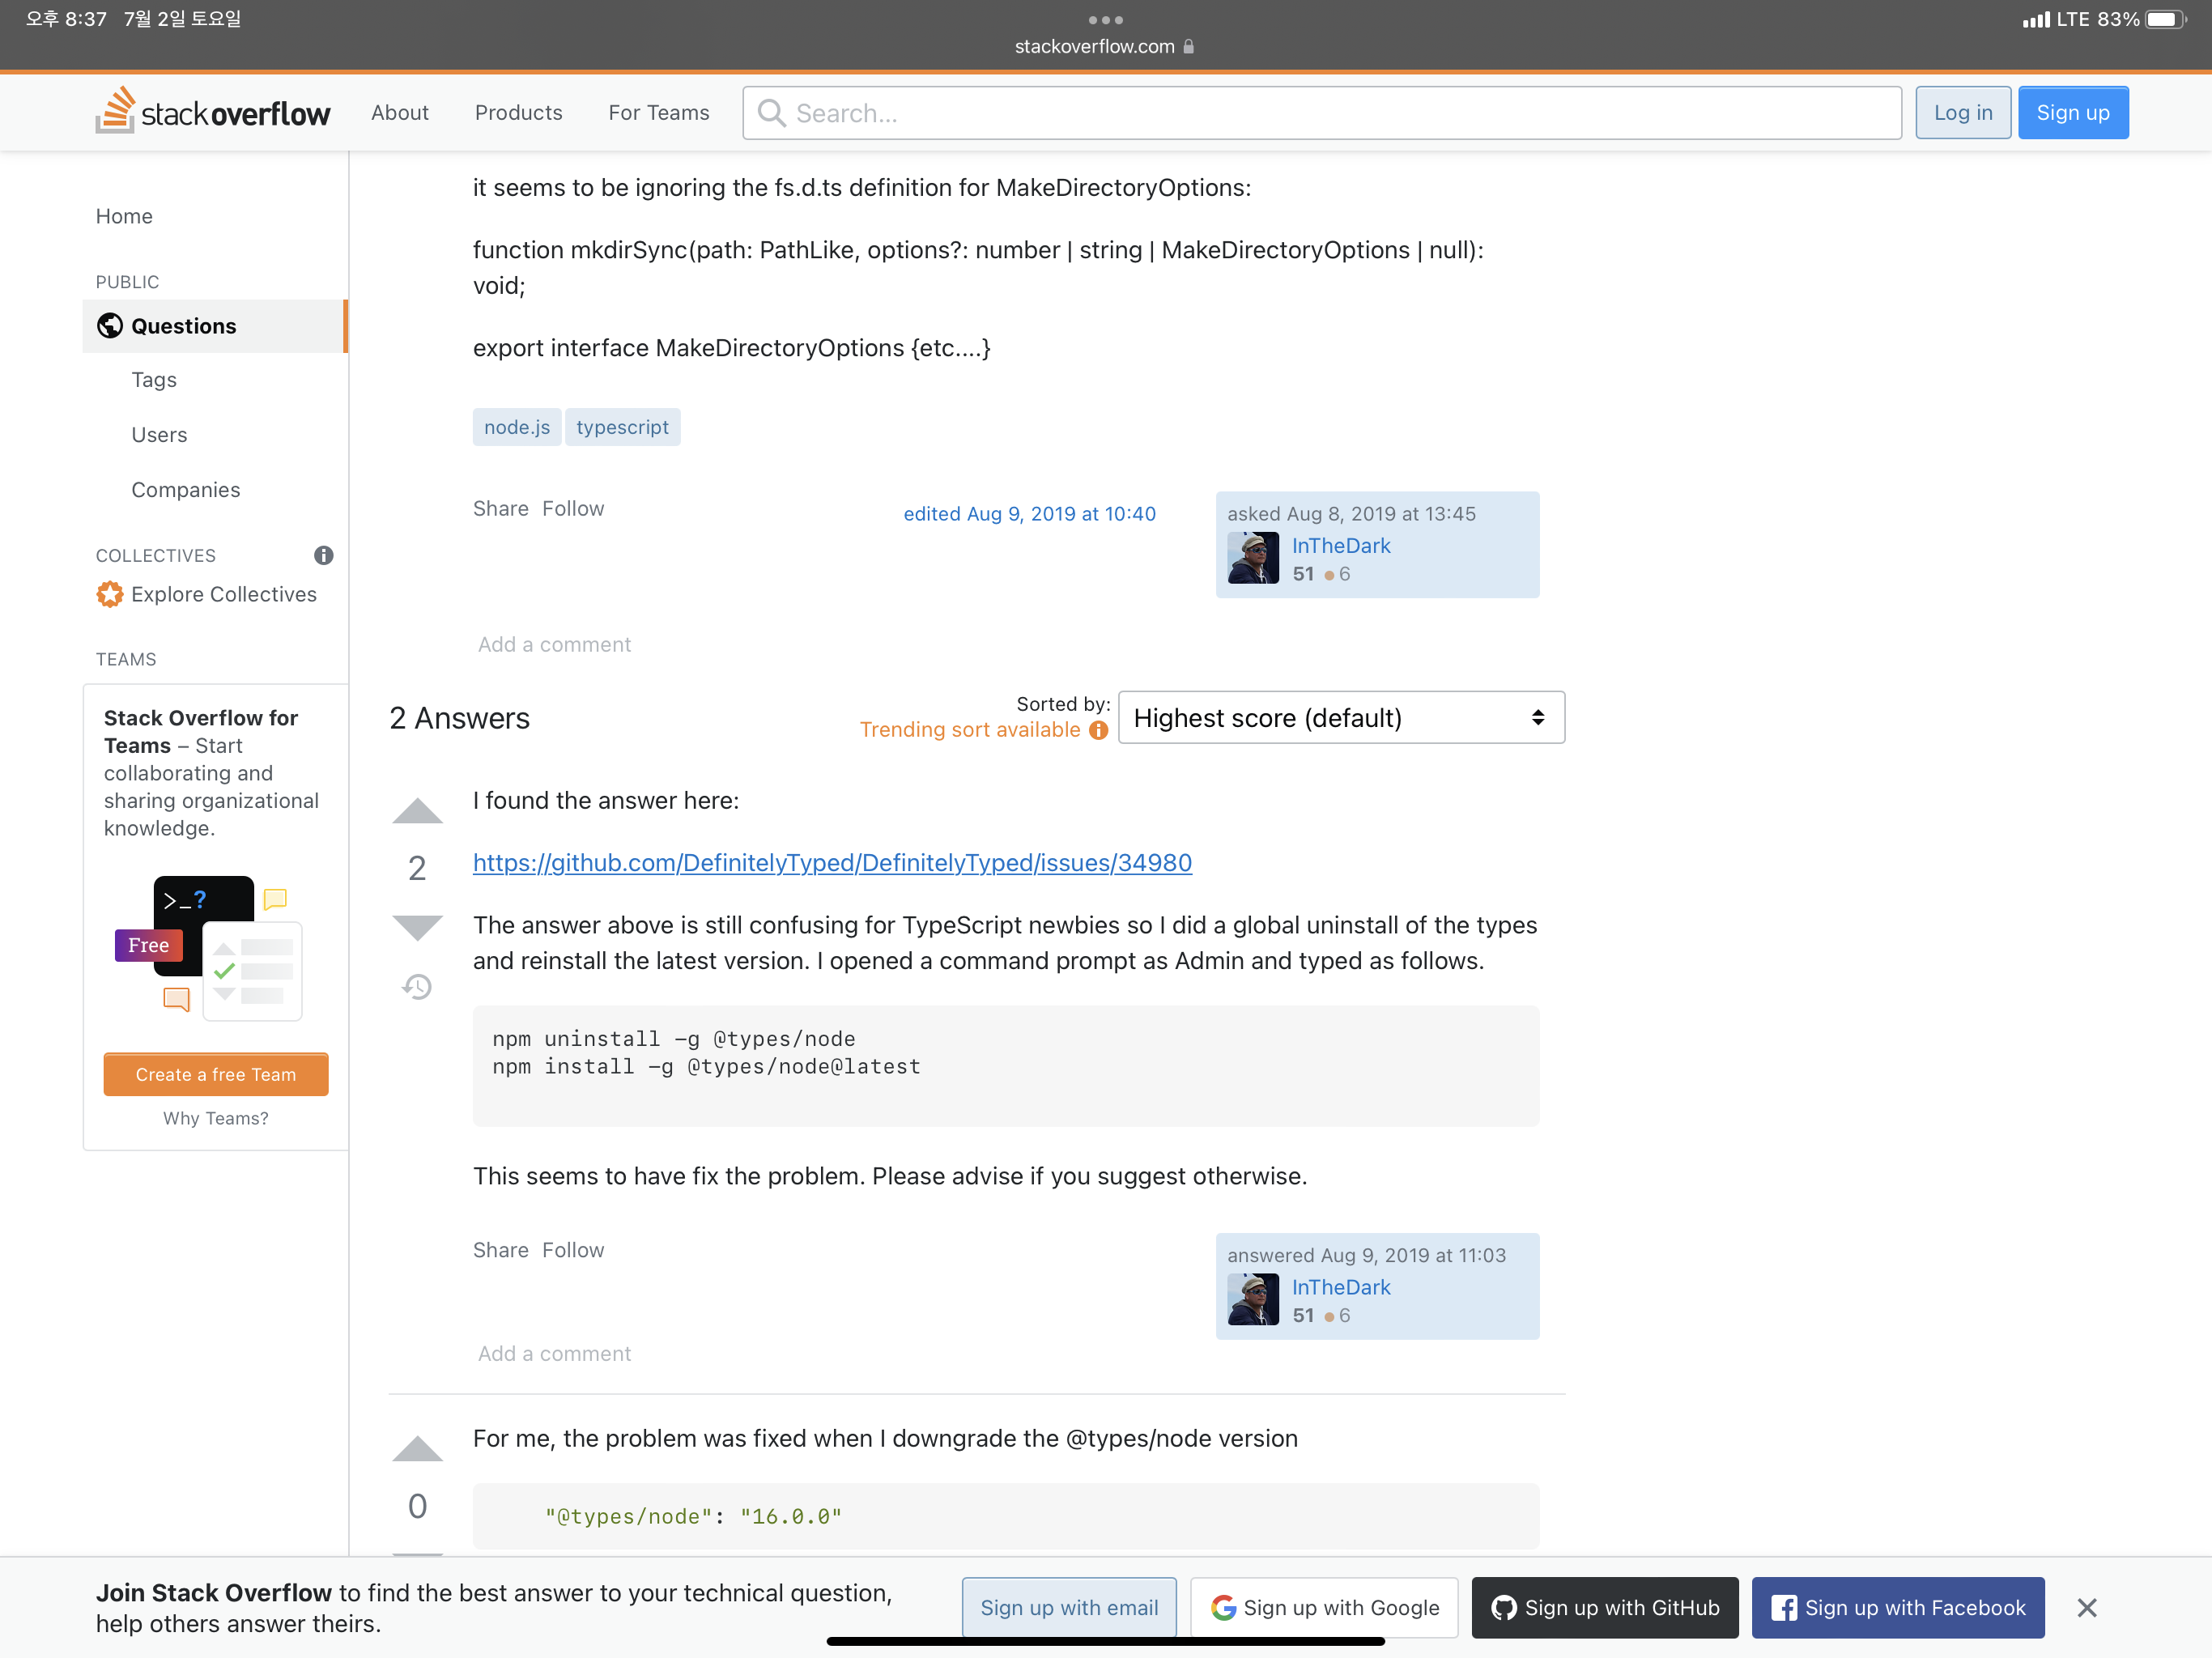 오후 8:37 7월 2일 토요일
LTE 83%
stackoverflow.com
stack overflow
About
Products
For Teams
Search...
Log in
Sign up
Home
PUBLIC
Questions
Tags
Users
Companies
COLLECTIVES
Explore Collectives
TEAMS
Stack Overflow for
Teams – Start
collaborating and
sharing organizational
knowledge.
>_?
Free
Create a free Team
Why Teams?
it seems to be ignoring the fs.d.ts definition for MakeDirectoryOptions:
function mkdirSync(path: PathLike, options?: number | string | MakeDirectoryOptions | null):
void;
export interface MakeDirectoryOptions {etc....}
node.js
typescript
Share Follow
edited Aug 9, 2019 at 10:40
asked Aug 8, 2019 at 13:45
InTheDark
51 6
Add a comment
2 Answers
Sorted by:
Trending sort available
Highest score (default)
I found the answer here:
2
https://github.com/DefinitelyTyped/DefinitelyTyped/issues/34980
The answer above is still confusing for TypeScript newbies so I did a global uninstall of the types
and reinstall the latest version. I opened a command prompt as Admin and typed as follows.
npm uninstall -g @types/node
npm install -g @types/node@latest
This seems to have fix the problem. Please advise if you suggest otherwise.
Share Follow
answered Aug 9, 2019 at 11:03
InTheDark
51 6
Add a comment
For me, the problem was fixed when I downgrade the @types/node version
0
"@types/node": "16.0.0"
Join Stack Overflow to find the best answer to your technical question,
help others answer theirs.
Sign up with email
Sign up with Google
Sign up with GitHub
Sign up with Facebook